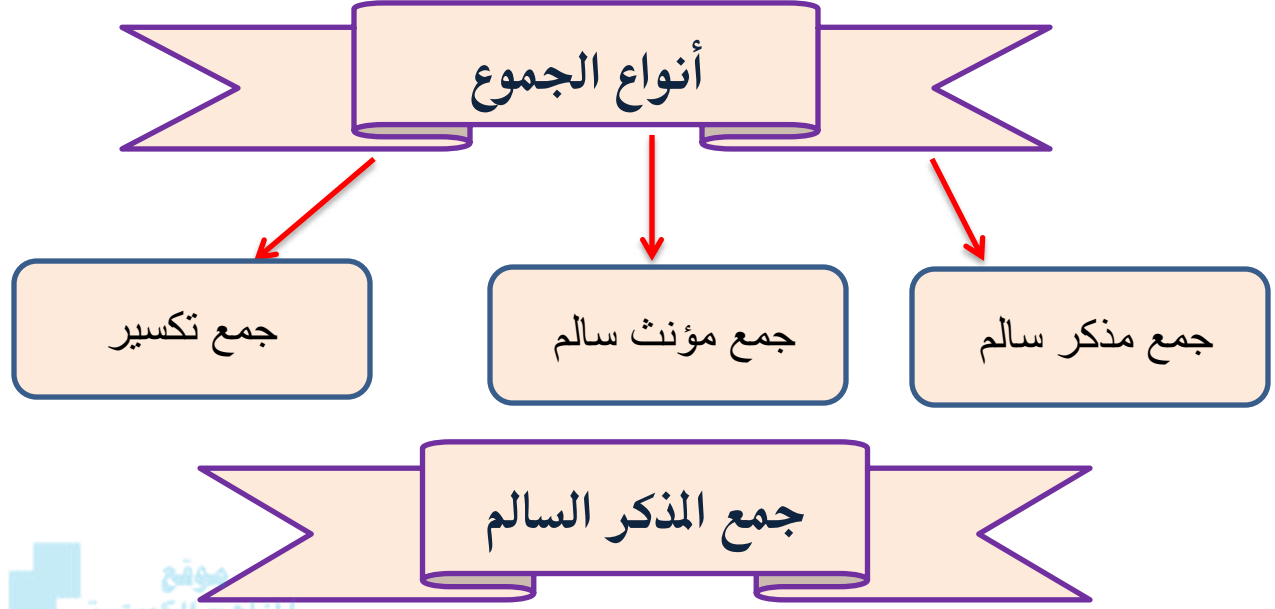 أنواع الجموع
جمع مذكر سالم
جمع مؤنث سالم
جمع تكسير
جمع المذكر السالم
موقع